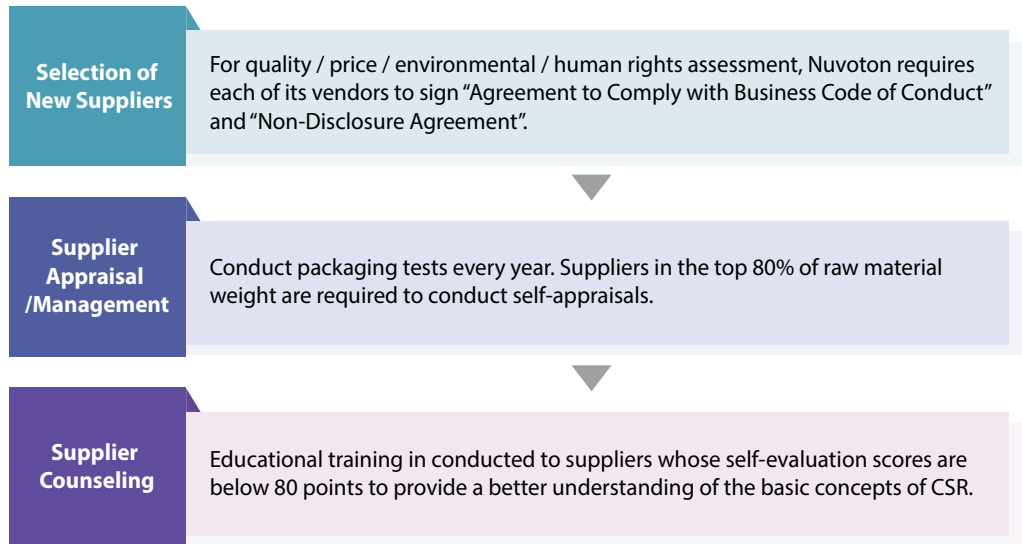 Selection of
New Suppliers
For quality / price / environmental / human rights assessment, Nuvoton requires
each of its vendors to sign “Agreement to Comply with Business Code of Conduct”
and “Non-Disclosure Agreement”.
Supplier
Appraisal
/Management
Conduct packaging tests every year. Suppliers in the top 80% of raw material
weight are required to conduct self-appraisals.
Supplier
Counseling
Educational training in conducted to suppliers whose self-evaluation scores are
below 80 points to provide a better understanding of the basic concepts of CSR.